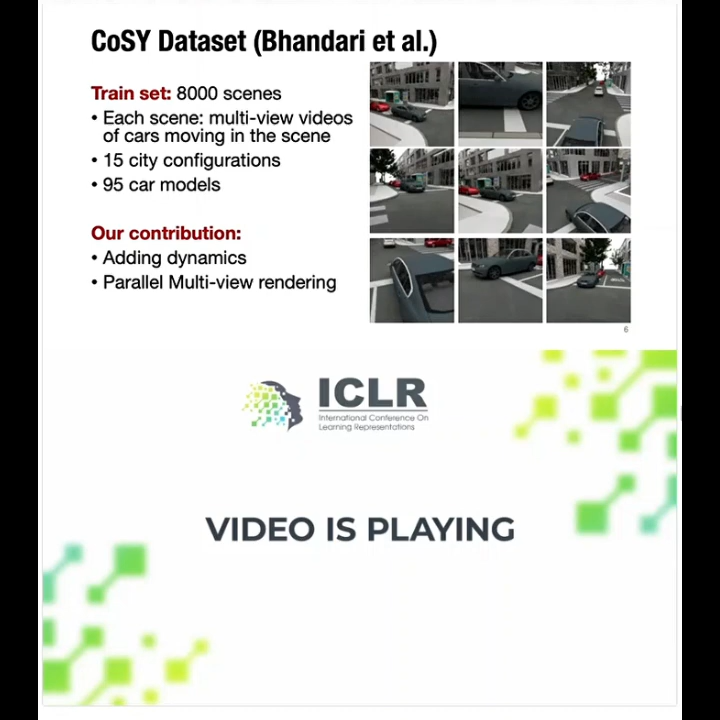 CoSY Dataset (Bhandari et al.)
Train set: 8000 scenes
• Each scene: multi-view videos
of cars moving in the scene
• 15 city configurations
• 95 car models
Our contribution:
• Adding dynamics
• Parallel Multi-view rendering
6
ICLR
International Conference On
Learning Representations
VIDEO IS PLAYING